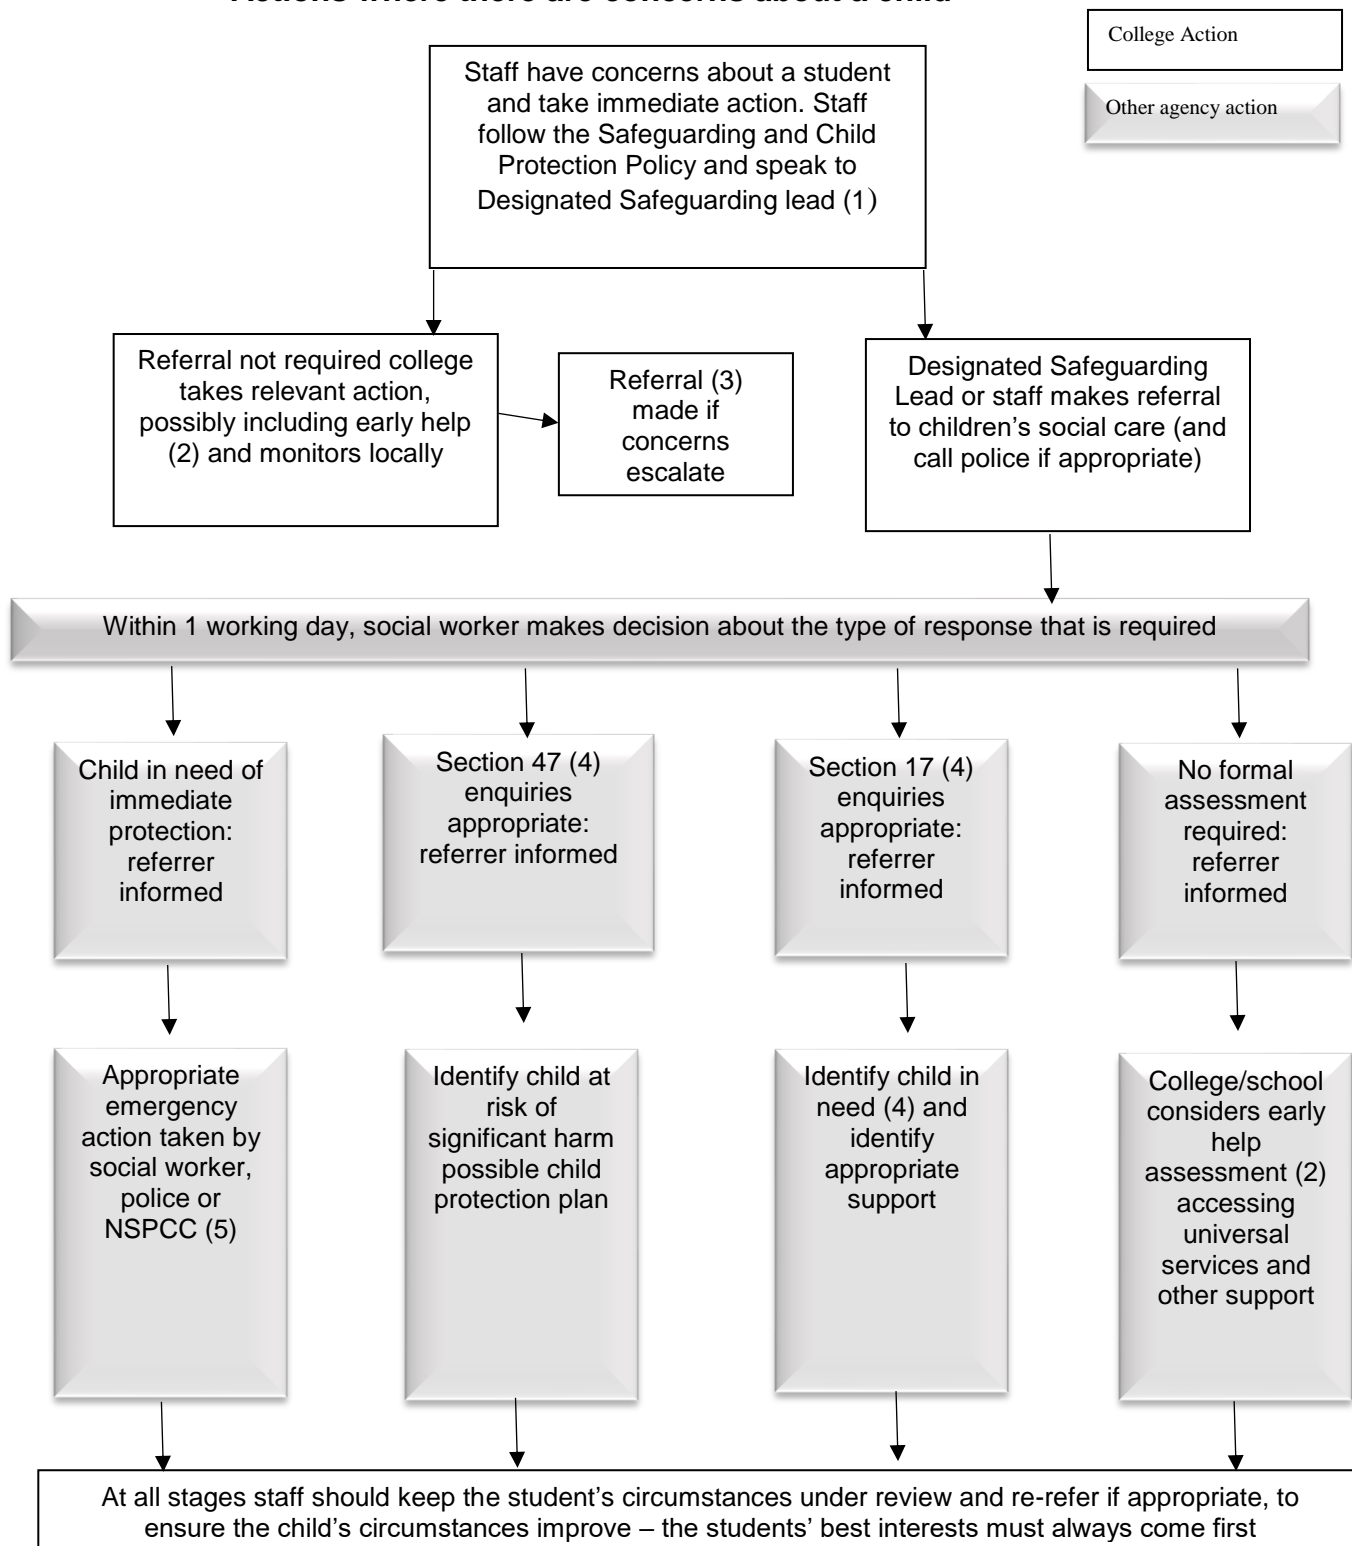 Actions where there are concerns about a child
College Action
Other agency action
Staff have concerns about a student
and take immediate action. Staff
follow the Safeguarding and Child
Protection Policy and speak to
Designated Safeguarding lead (1)
Referral not required college
takes relevant action,
possibly including early help
(2) and monitors locally
Referral (3)
made if
concerns
escalate
Designated Safeguarding
Lead or staff makes referral
to children’s social care (and
call police if appropriate)
Within 1 working day, social worker makes decision about the type of response that is required
Child in need of
immediate
protection:
referrer
informed
Section 47 (4)
enquiries
appropriate:
referrer informed
Section 17 (4)
enquiries
appropriate:
referrer
informed
No formal
assessment
required:
referrer
informed
Appropriate
emergency
action taken by
social worker,
police or
NSPCC (5)
Identify child at
risk of
significant harm
possible child
protection plan
Identify child in
need (4) and
identify
appropriate
support
College/school
considers early
help
assessment (2)
accessing
universal
services and
other support
At all stages staff should keep the student’s circumstances under review and re-refer if appropriate, to
ensure the child’s circumstances improve – the students’ best interests must always come first